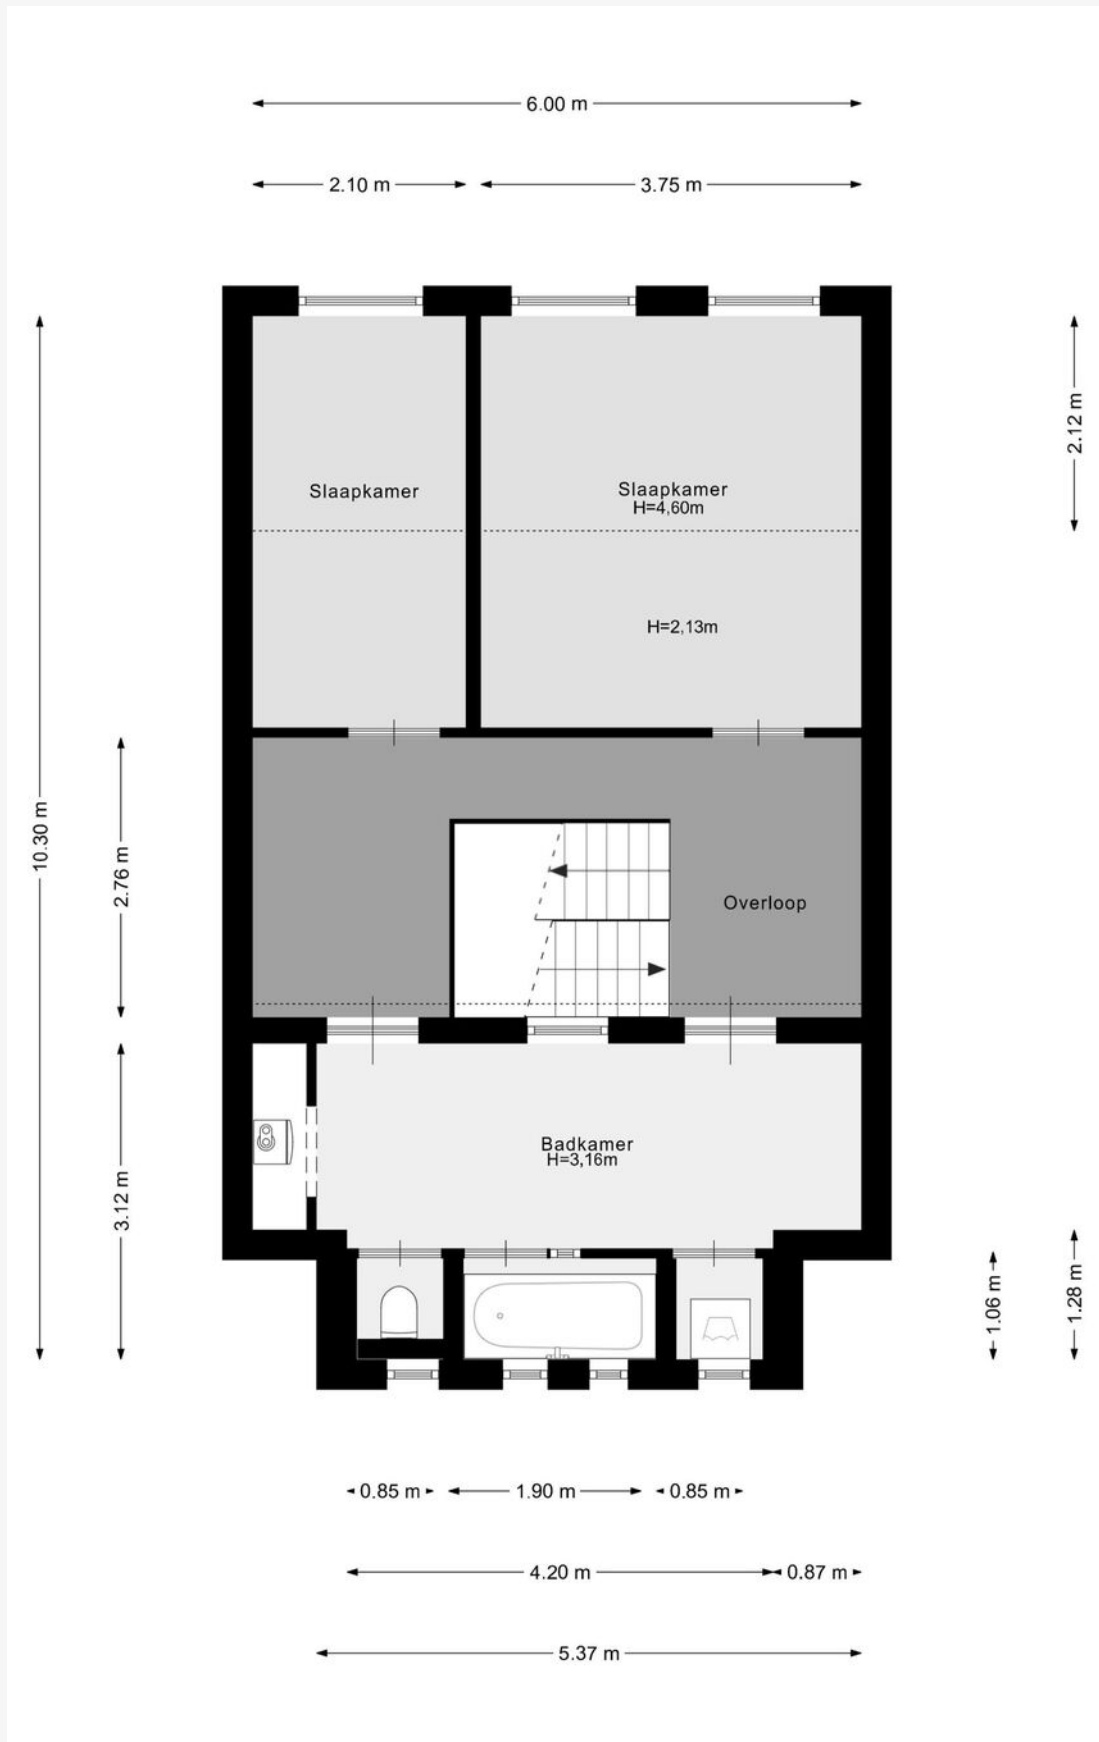 6.00 m
2.10 m
3.75 m
2.12 m
Slaapkamer
Slaapkamer
H=4,60m
H=2,13m
10.30 m
2.76 m
Overloop
3.12 m
Badkamer
H=3,16m
1.06 m
1.28 m
0.85 m
1.90 m
0.85 m
4.20 m
0.87 m
5.37 m